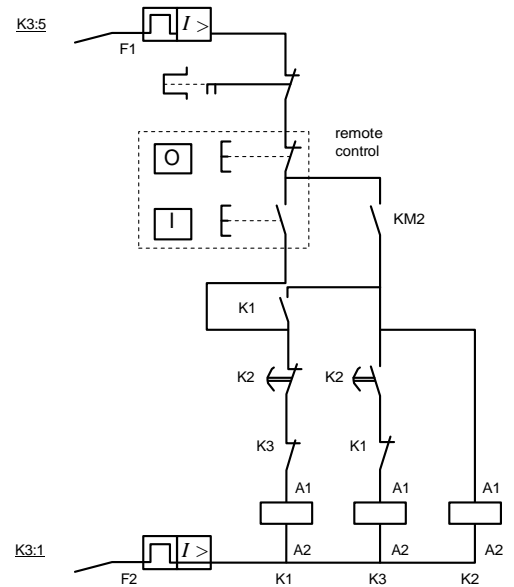 K3:5
I >
F1
remote
control
O
I
KM2
K1
K2
K2
K3
K1
A1
A1
A1
K3:1
I >
A2
A2
A2
F2
K1
K3
K2